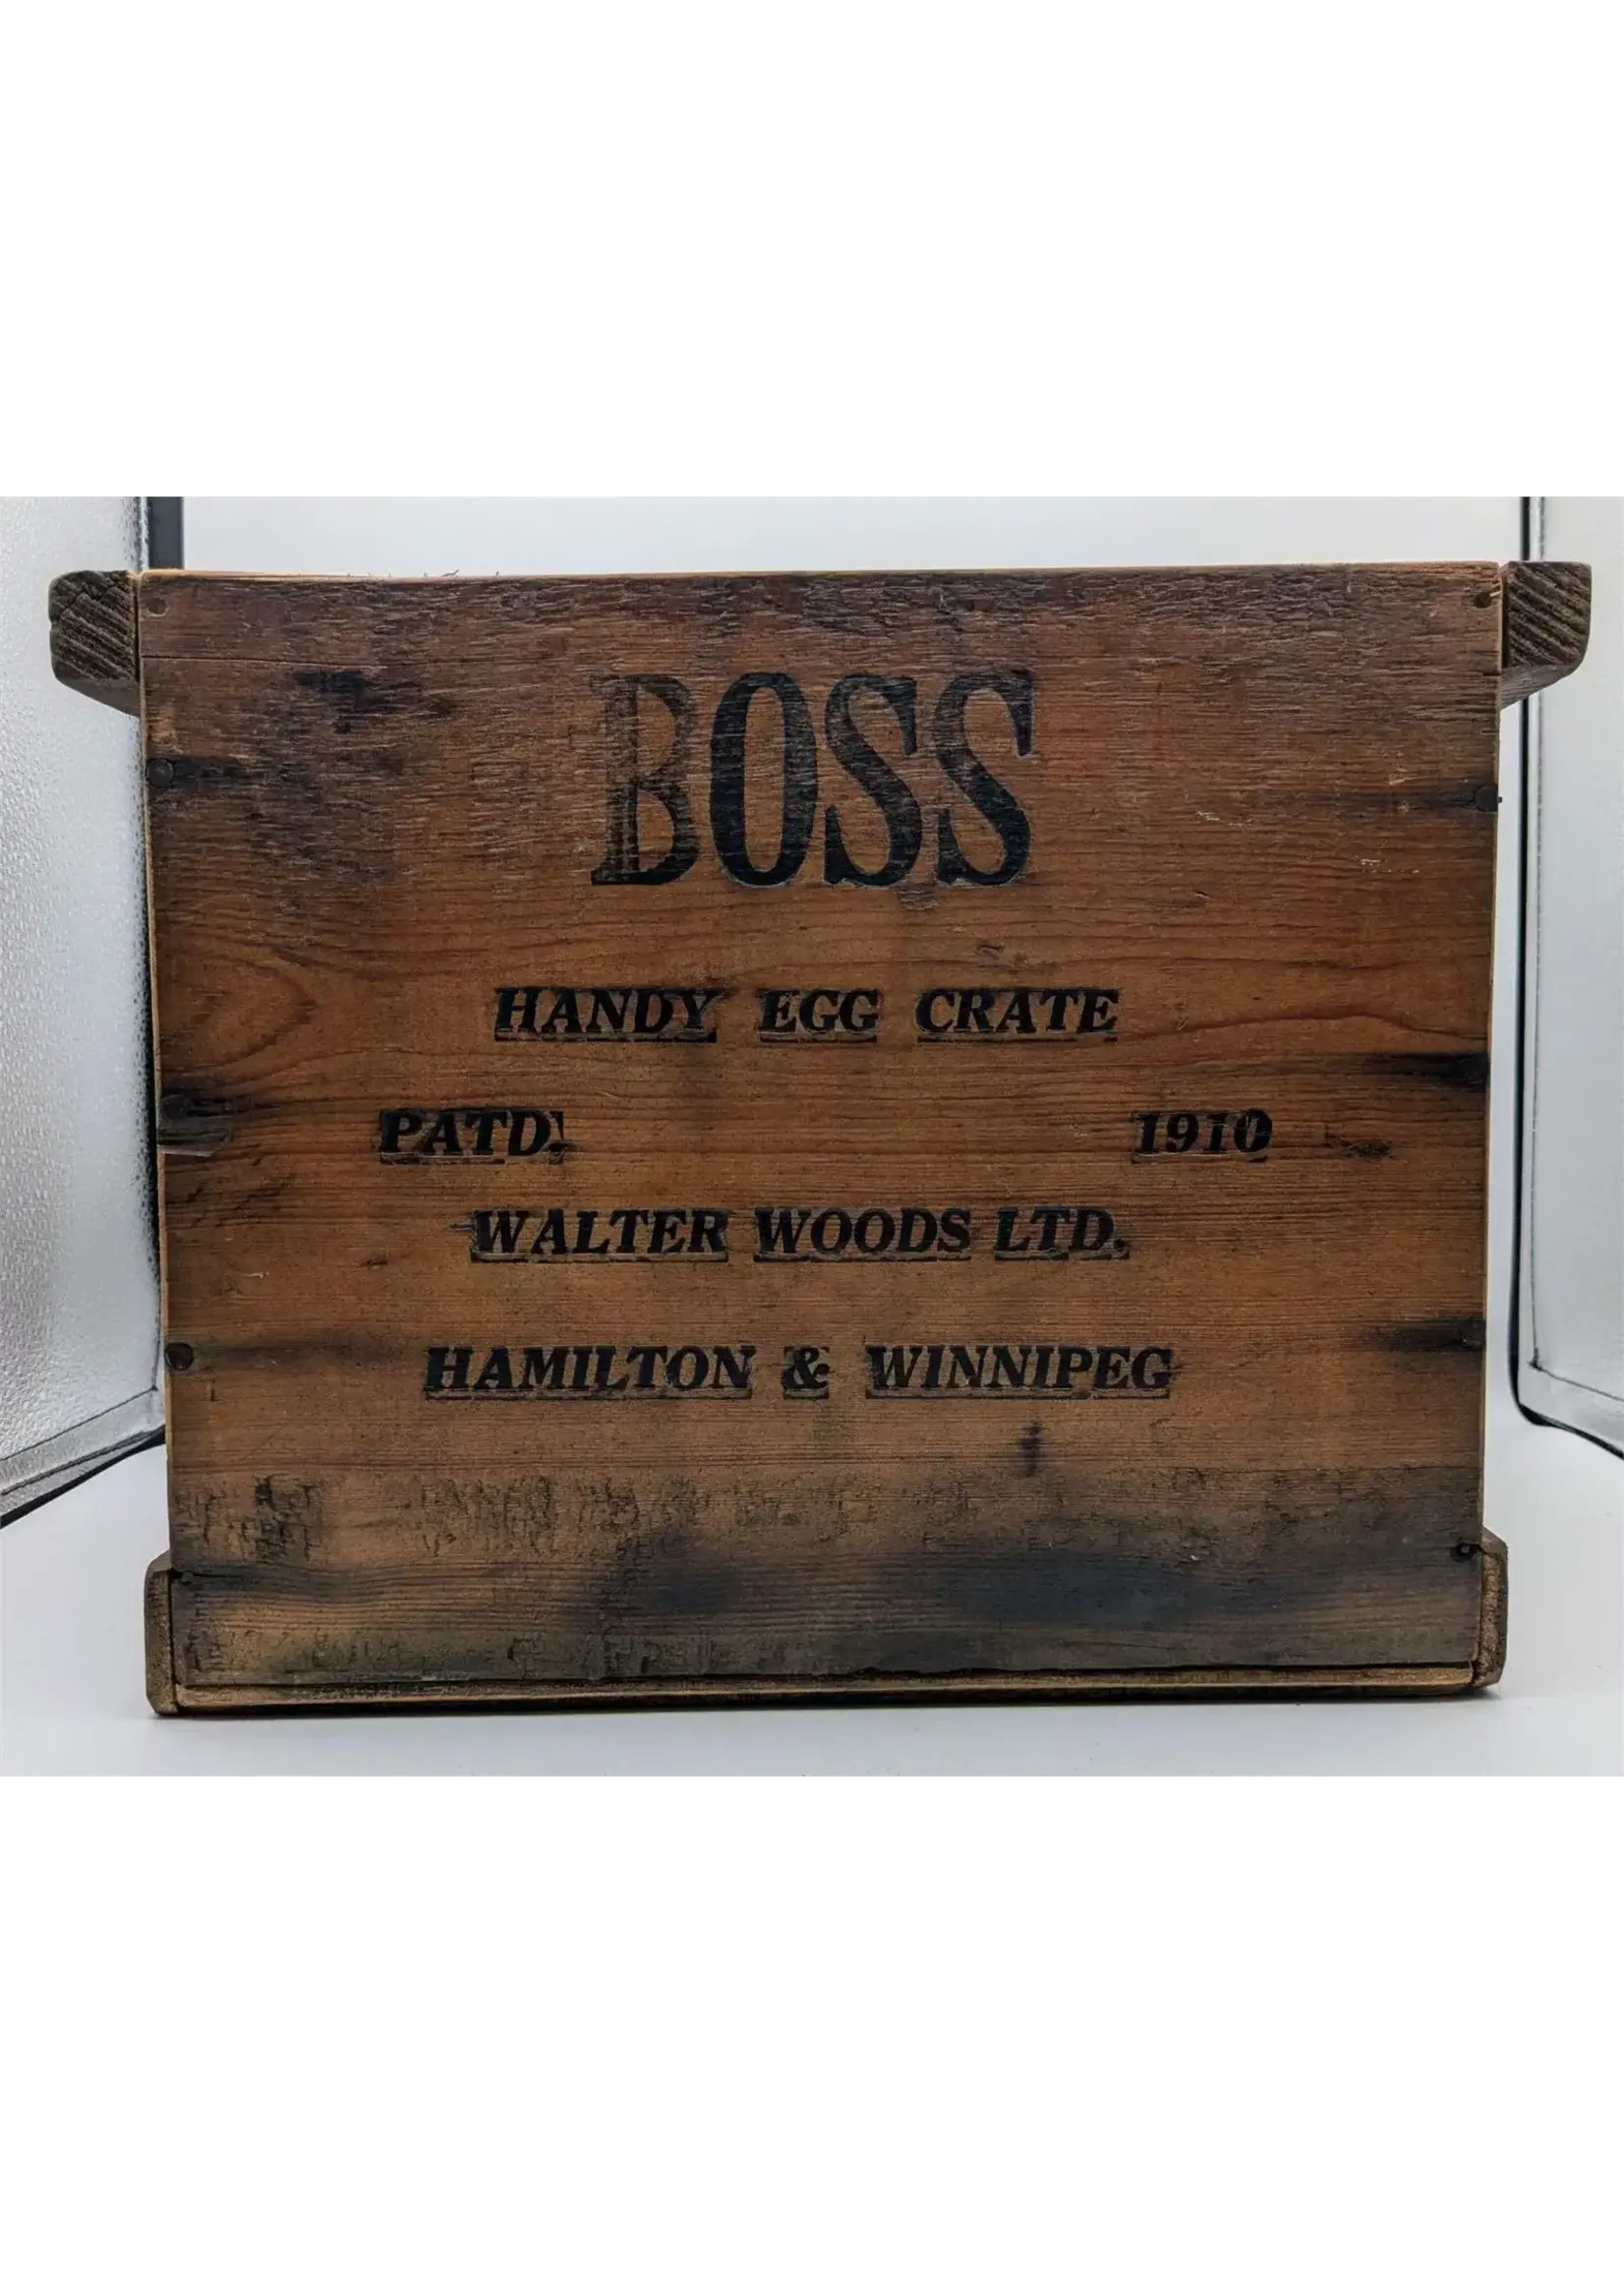 BOSS
HANDY EGG CRATE
PATD. 1910
WALTER WOODS LTD.
HAMILTON & WINNIPEG